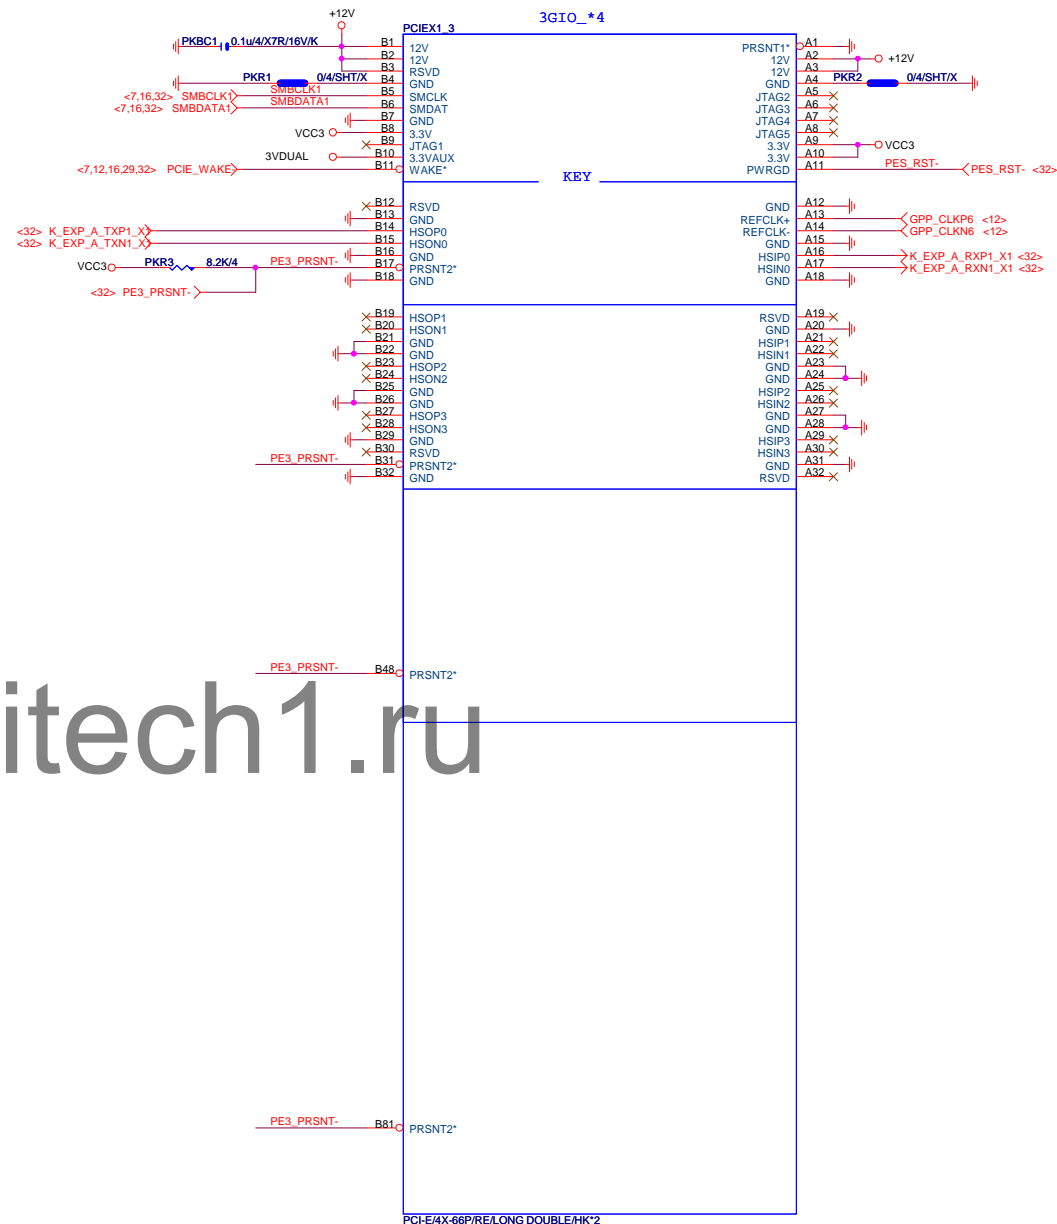 +12V
3GIO_*4
PCIEX1_3
PKBC1 0.1u/4/X7R/16V/K B1 12V PRSNT1* A1
B2 12V 12V A2 +12V
B3 RSVD 12V A3
PKR1 0/4/SHT/X B4 GND GND A4 PKR2 0/4/SHT/X
<7,16,32> SMBCLK1 SMBCLK1 B5 SMCLK JTAG2 A5
<7,16,32> SMBDATA1 SMBDATA1 B6 SMDAT JTAG3 A6
B7 GND JTAG4 A7
VCC3 B8 3.3V JTAG5 A8
B9 JTAG1 3.3V A9 VCC3
3VDUAL B10 3.3VAUX 3.3V A10
<7,12,16,29,32> PCIE_WAKE B11 WAKE* PWRGD A11 PES_RST- PES_RST- <32>
KEY
B12 RSVD GND A12
B13 GND REFCLK+ A13 GPP_CLKP6 <12>
<32> K_EXP_A_TXP1_X1 B14 HSOP0 REFCLK- A14 GPP_CLKN6 <12>
<32> K_EXP_A_TXN1_X1 B15 HSON0 GND A15
B16 GND HSIP0 A16 K_EXP_A_RXP1_X1 <32>
VCC3 PKR3 8.2K/4 PE3_PRSNT- B17 PRSNT2* HSIN0 A17 K_EXP_A_RXN1_X1 <32>
B18 GND GND A18
<32> PE3_PRSNT-
B19 HSOP1 RSVD A19
B20 HSON1 GND A20
B21 GND HSIP1 A21
B22 GND HSIN1 A22
B23 HSOP2 GND A23
B24 HSON2 GND A24
B25 GND HSIP2 A25
B26 GND HSIN2 A26
B27 HSOP3 GND A27
B28 HSON3 GND A28
B29 GND HSIP3 A29
B30 RSVD HSIN3 A30
PE3_PRSNT- B31 PRSNT2* GND A31
B32 GND RSVD A32
PE3_PRSNT- B48 PRSNT2*
itech1.ru
PE3_PRSNT- B81 PRSNT2*
PCI-E/4X-66P/RE/LONG DOUBLE/HK*2